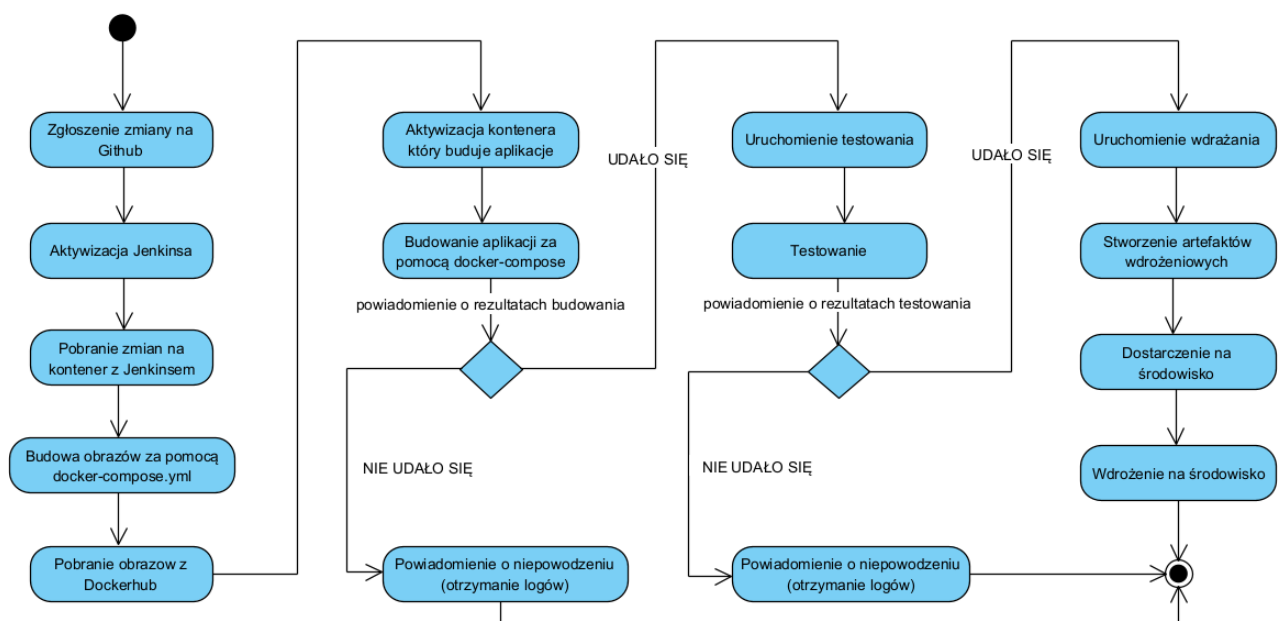 Zgłoszenie zmiany na
Github
Aktywizacja Jenkinsa
Pobranie zmian na
kontener z Jenkinsem
Budowa obrazów za pomocą
docker-compose.yml
Pobranie obrazow z
Dockerhub
Aktywizacja kontenera
który buduje aplikacje
Budowanie aplikacji za
pomocą docker-compose
powiadomienie o rezultatach budowania
UDAŁO SIĘ
NIE UDAŁO SIĘ
Powiadomienie o niepowodzeniu
(otrzymanie logów)
Uruchomienie testowania
Testowanie
powiadomienie o rezultatach testowania
UDAŁO SIĘ
NIE UDAŁO SIĘ
Powiadomienie o niepowodzeniu
(otrzymanie logów)
Uruchomienie wdrażania
Stworzenie artefaktów
wdrożeniowych
Dostarczenie na
środowisko
Wdrożenie na środowisko